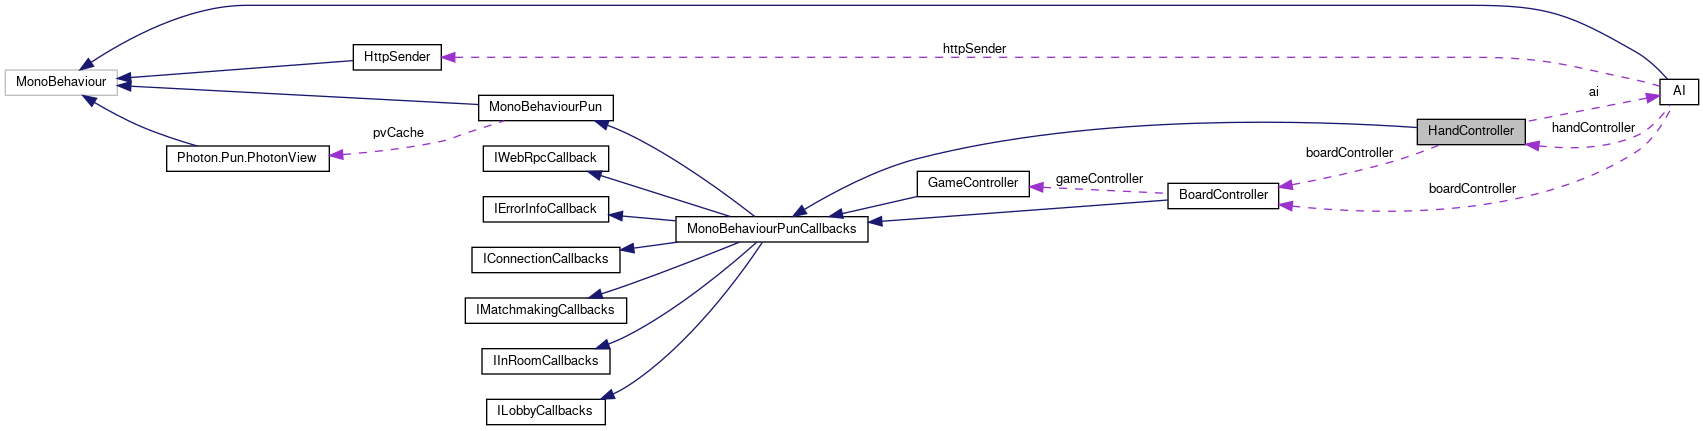 httpSender
HttpSender
MonoBehaviour
AI
ai
MonoBehaviourPun
pvCache
HandController
handController
Photon.Pun.PhotonView
IWebRpcCallback
boardController
GameController
gameController
BoardController
boardController
IErrorInfoCallback
MonoBehaviourPunCallbacks
IConnectionCallbacks
IMatchmakingCallbacks
IInRoomCallbacks
ILobbyCallbacks